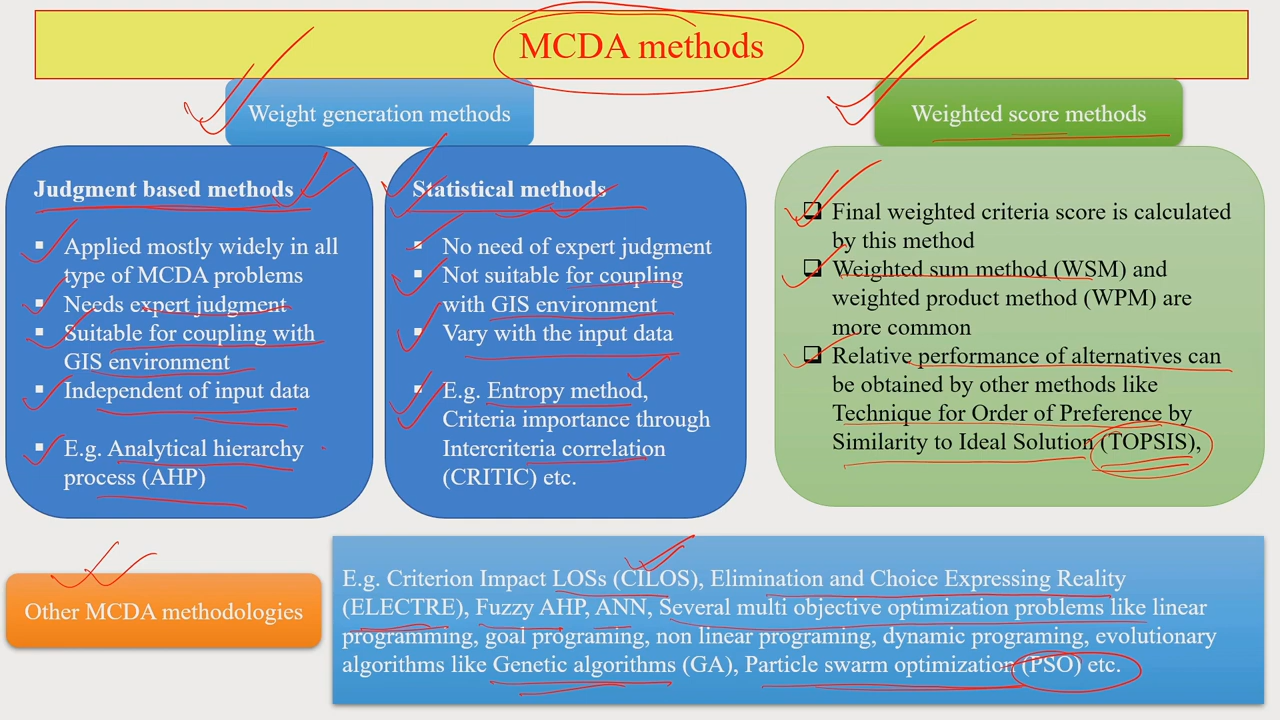 MCDA methods
Weight generation methods
Weighted score methods
Judgment based methods
Applied mostly widely in all
type of MCDA problems
Needs expert judgment
Suitable for coupling with
GIS environment
Independent of input data
E.g. Analytical hierarchy
process (AHP)
Statistical methods
No need of expert judgment
Not suitable for coupling
with GIS environment
Vary with the input data
E.g. Entropy method,
Criteria importance through
Intercriteria correlation
(CRITIC) etc.
Final weighted criteria score is calculated
by this method
Weighted sum method (WSM) and
weighted product method (WPM) are
more common
Relative performance of alternatives can
be obtained by other methods like
Technique for Order of Preference by
Similarity to Ideal Solution (TOPSIS),
Other MCDA methodologies
E.g. Criterion Impact LOSs (CILOS), Elimination and Choice Expressing Reality
(ELECTRE), Fuzzy AHP, ANN, Several multi objective optimization problems like linear
programming, goal programing, non linear programing, dynamic programing, evolutionary
algorithms like Genetic algorithms (GA), Particle swarm optimization (PSO) etc.